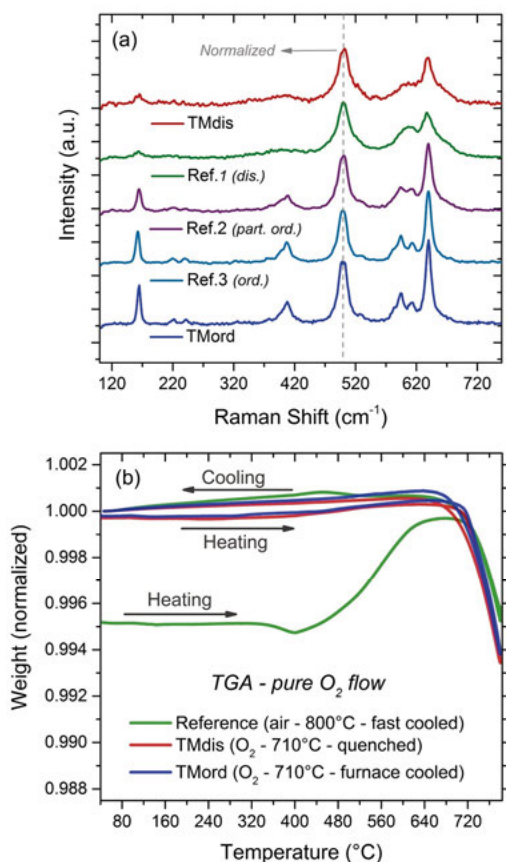 (a)
Normalized
TMdis
Ref.1 (dis.)
Ref.2 (part. ord.)
Ref.3 (ord.)
TMord
Intensity (a.u.)
120 220 320 420 520 620 720
Raman Shift (cm⁻¹)
(b)
Cooling
Heating
Heating
TGA - pure O₂ flow
Reference (air - 800°C - fast cooled)
TMdis (O₂ - 710°C - quenched)
TMord (O₂ - 710°C - furnace cooled)
Weight (normalized)
1.002
1.000
0.998
0.996
0.994
0.992
0.990
0.988
80 160 240 320 400 480 560 640 720
Temperature (°C)